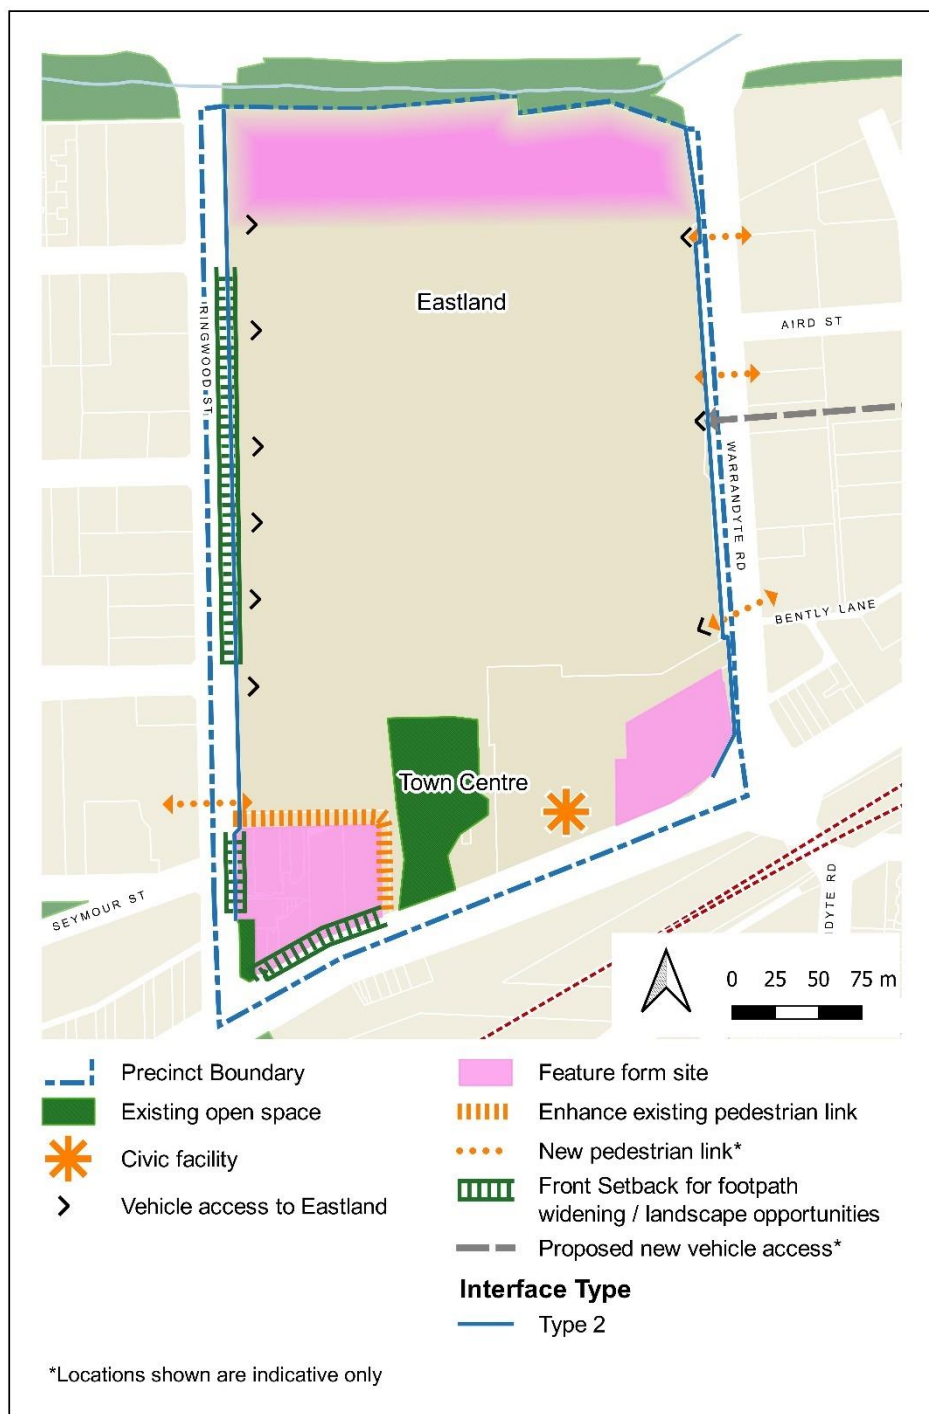 Eastland
RINGWOOD ST
AIRD ST
WARRANDYTE RD
BENTLY LANE
Town Centre
SEYMOUR ST
DYTE RD
0 25 50 75 m
Precinct Boundary
Existing open space
Civic facility
Vehicle access to Eastland
Feature form site
Enhance existing pedestrian link
New pedestrian link*
Front Setback for footpath
widening / landscape opportunities
Proposed new vehicle access*
Interface Type
Type 2
*Locations shown are indicative only